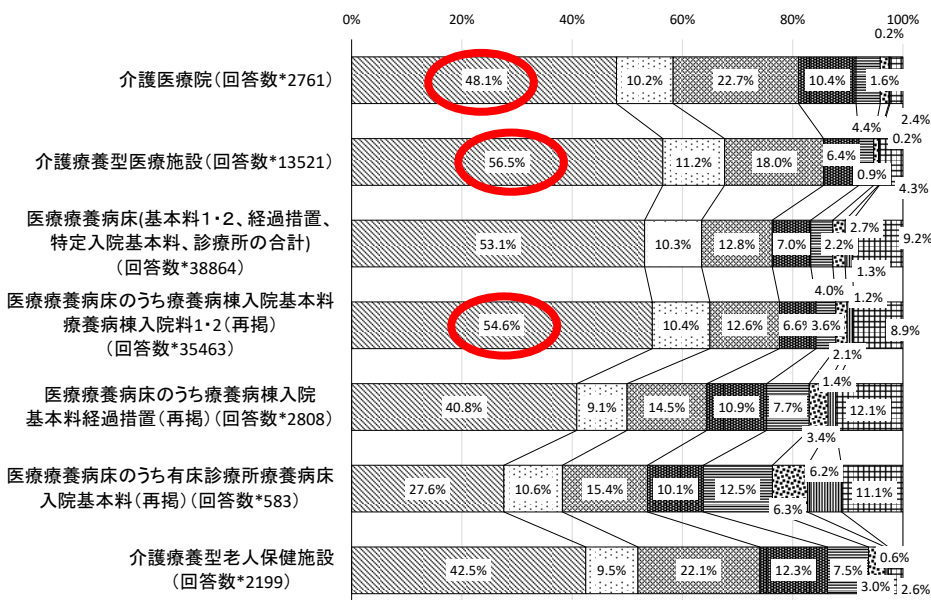 0% 20% 40% 60% 80% 100%
0.2%
介護医療院(回答数*2761)
48.1% 10.2% 22.7% 10.4% 1.6%
4.4% 2.4%
0.2%
介護療養型医療施設(回答数*13521)
56.5% 11.2% 18.0% 6.4% 0.9%
4.3%
医療療養病床(基本料1・2、経過措置、
特定入院基本料、診療所の合計)
(回答数*38864)
53.1% 10.3% 12.8% 7.0% 2.2% 2.7% 9.2%
4.0% 1.3%
1.2%
医療療養病床のうち療養病棟入院基本料
療養病棟入院料1・2(再掲)
(回答数*35463)
54.6% 10.4% 12.6% 6.6% 3.6% 8.9%
2.1%
1.4%
医療療養病床のうち療養病棟入院
基本料経過措置(再掲)(回答数*2808)
40.8% 9.1% 14.5% 10.9% 7.7% 12.1%
3.4%
医療療養病床のうち有床診療所療養病床
入院基本料(再掲)(回答数*583)
27.6% 10.6% 15.4% 10.1% 12.5% 6.2% 11.1%
6.3%
介護療養型老人保健施設
(回答数*2199)
42.5% 9.5% 22.1% 12.3% 7.5% 0.6%
3.0% 2.6%